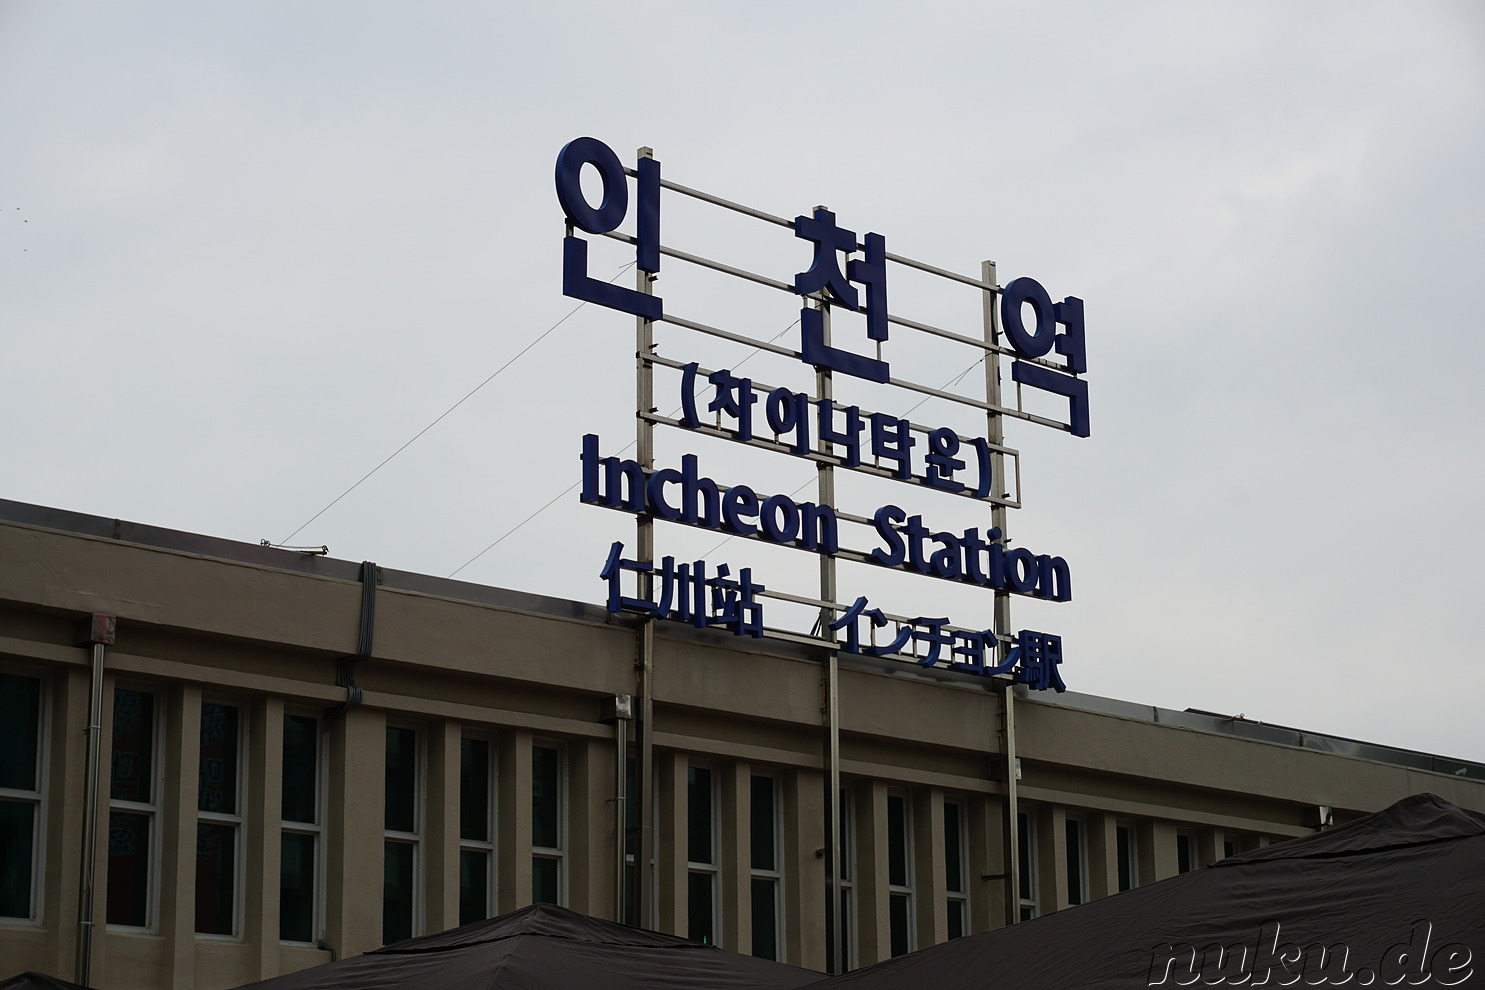 인천역
(차이나타운)
Incheon Station
仁川站 インチョン駅
nuku.de